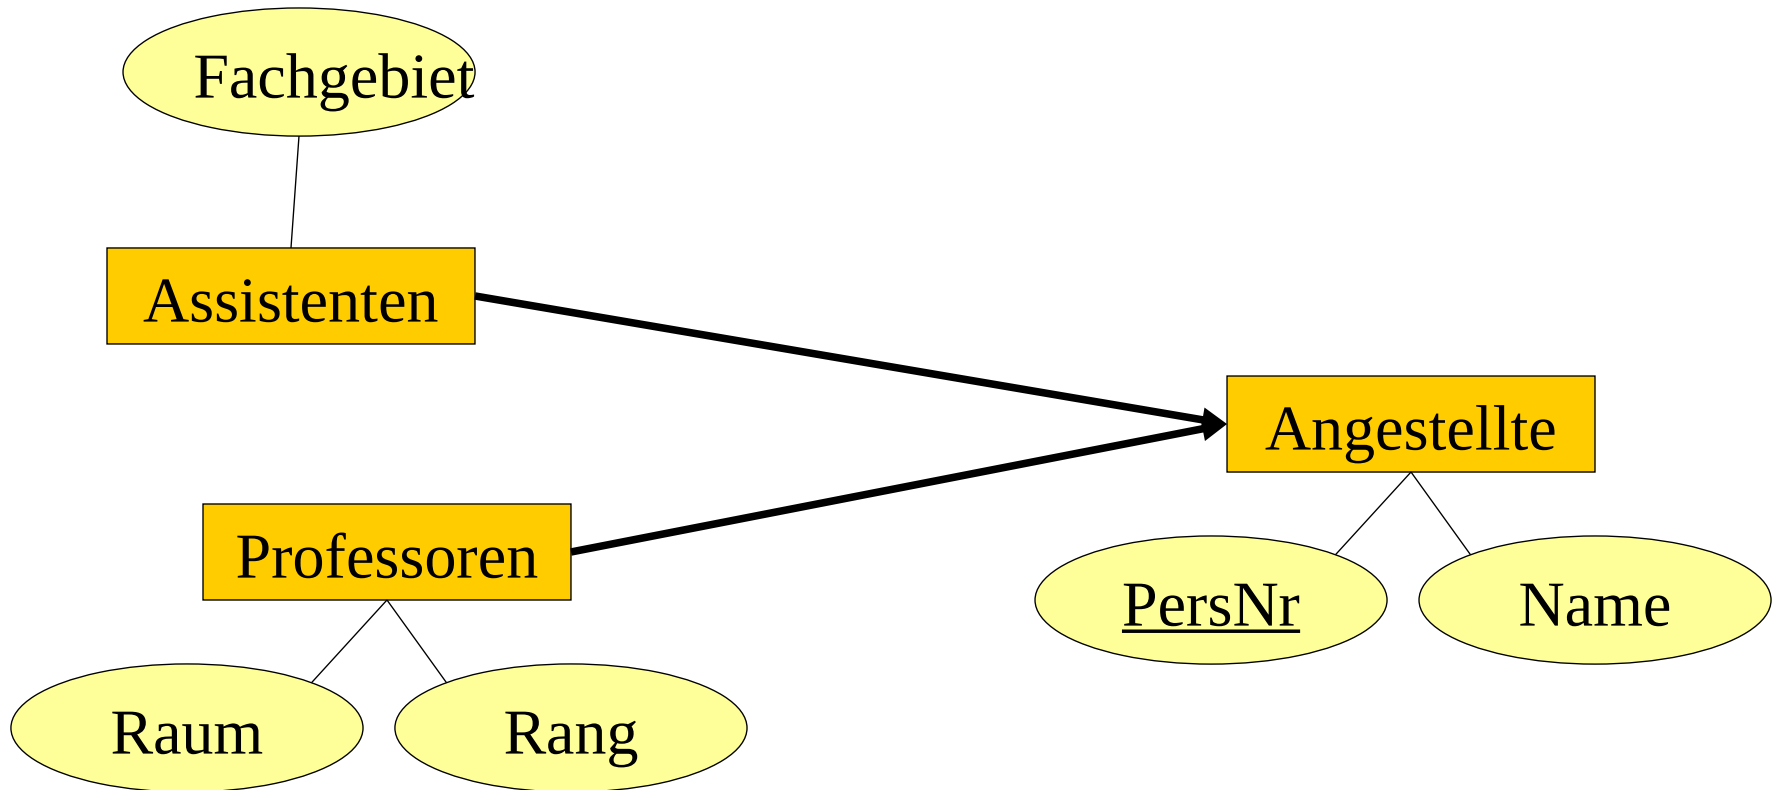 Fachgebiet
Assistenten
Angestellte
Professoren
PersNr
Name
Raum
Rang